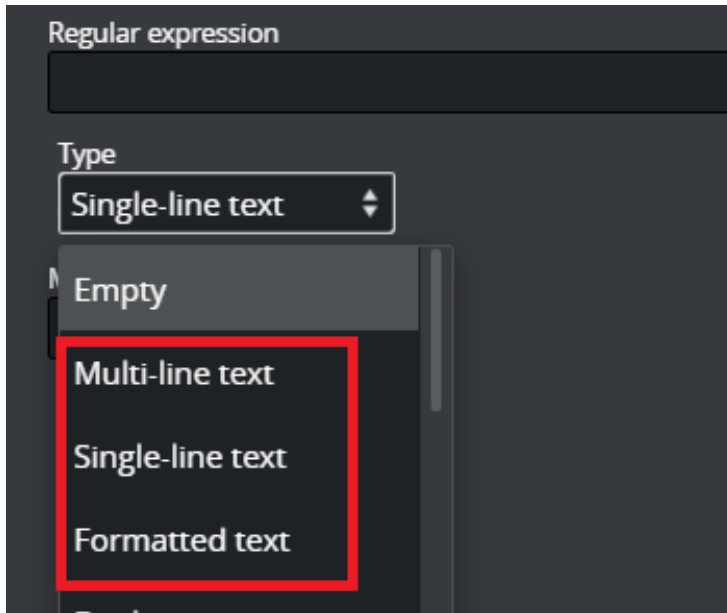 Regular expression
Type
Single-line text
Empty
Multi-line text
Single-line text
Formatted text